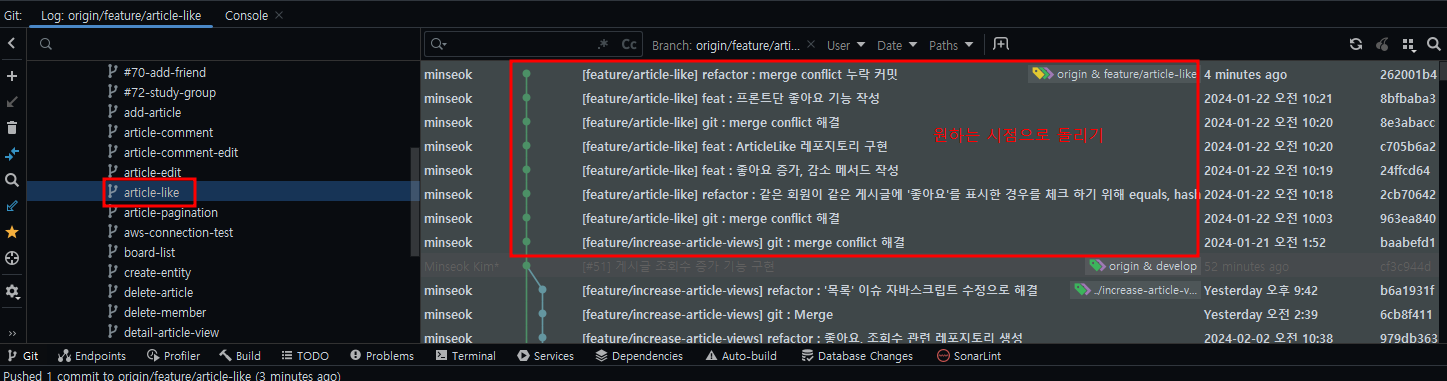 Git: Log: origin/feature/article-like Console
.* Cc Branch: origin/feature/arti... User Date Paths
#70-add-friend
#72-study-group
add-article
article-comment
article-comment-edit
article-edit
article-like
article-pagination
aws-connection-test
board-list
create-entity
delete-article
delete-member
detail-article-view
minseok [feature/article-like] refactor : merge conflict 누락 커밋 origin & feature/article-like 4 minutes ago 262001b4
minseok [feature/article-like] feat : 프론트단 좋아요 기능 작성 2024-01-22 오전 10:21 8bfbaba3
minseok [feature/article-like] git : merge conflict 해결 2024-01-22 오전 10:20 8e3abacc
원하는 시점으로 돌리기
minseok [feature/article-like] feat : ArticleLike 레포지토리 구현 2024-01-22 오전 10:20 c705b6a2
minseok [feature/article-like] feat : 좋아요 증가, 감소 메서드 작성 2024-01-22 오전 10:19 24ffcd64
minseok [feature/article-like] refactor : 같은 회원이 같은 게시글에 '좋아요'를 표시한 경우를 체크 하기 위해 equals, hash 2024-01-22 오전 10:18 2cb70642
minseok [feature/article-like] git : merge conflict 해결 2024-01-22 오전 10:03 963ea840
minseok [feature/increase-article-views] git : merge conflict 해결 2024-01-21 오전 1:52 baabefd1
Minseok Kim* [#51] 게시글 조회수 증가 기능 구현 origin & develop 52 minutes ago cf3c944d
minseok [feature/increase-article-views] refactor : '목록' 이슈 자바스크립트 수정으로 해결 ../increase-article-v... Yesterday 오후 9:42 b6a1931f
minseok [feature/increase-article-views] git : Merge Yesterday 오전 2:39 6cb8f411
minseok [feature/increase-article-views] refactor : 좋아요, 조회수 관련 레포지토리 생성 2024-02-02 오전 10:38 979db363
Git Endpoints Profiler Build TODO Problems Terminal Services Dependencies Auto-build Database Changes SonarLint
Pushed 1 commit to origin/feature/article-like (3 minutes ago)